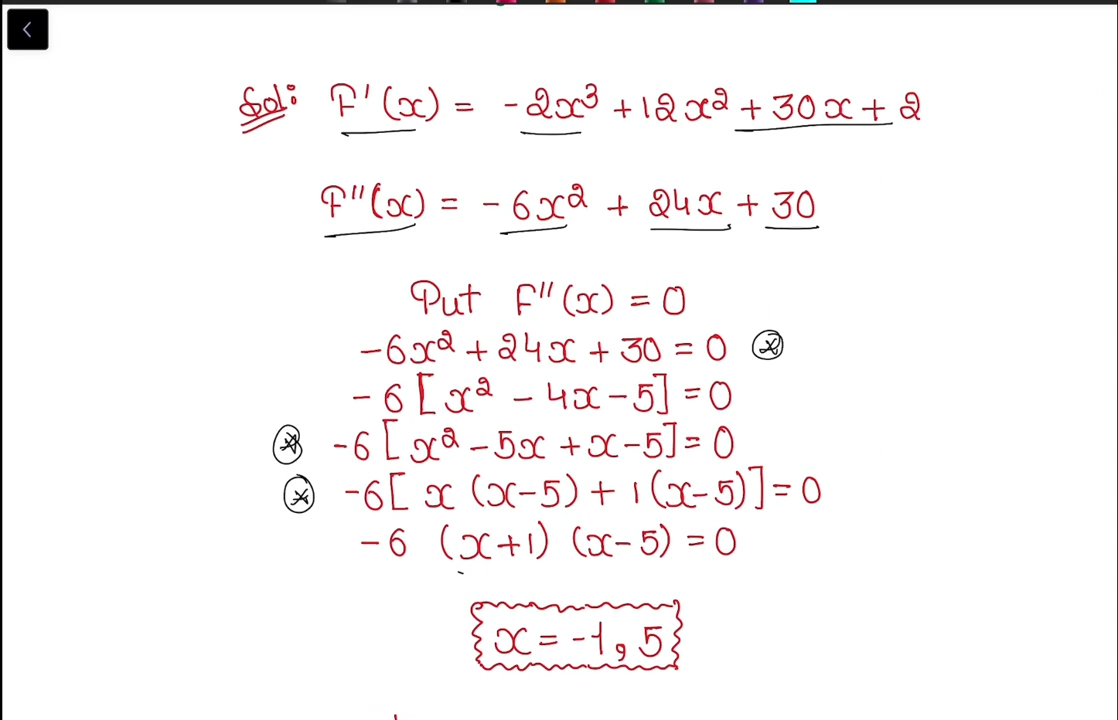 Sol: F'(x) = -2x³ + 12x² + 30x + 2
F''(x) = -6x² + 24x + 30
Put F''(x) = 0
-6x² + 24x + 30 = 0
-6[x² - 4x - 5] = 0
-6[x² - 5x + x - 5] = 0
-6[x(x-5) + 1(x-5)] = 0
-6 (x+1) (x-5) = 0
x = -1, 5